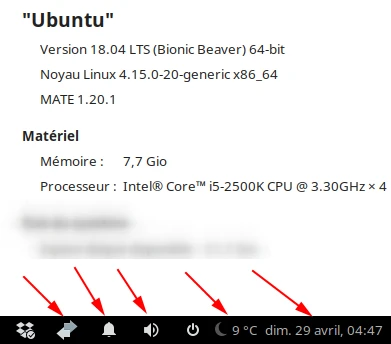 "Ubuntu"
Version 18.04 LTS (Bionic Beaver) 64-bit
Noyau Linux 4.15.0-20-generic x86_64
MATE 1.20.1
Matériel
Mémoire : 7,7 Gio
Processeur : Intel® Core™ i5-2500K CPU @ 3.30GHz × 4
9 °C dim. 29 avril, 04:47